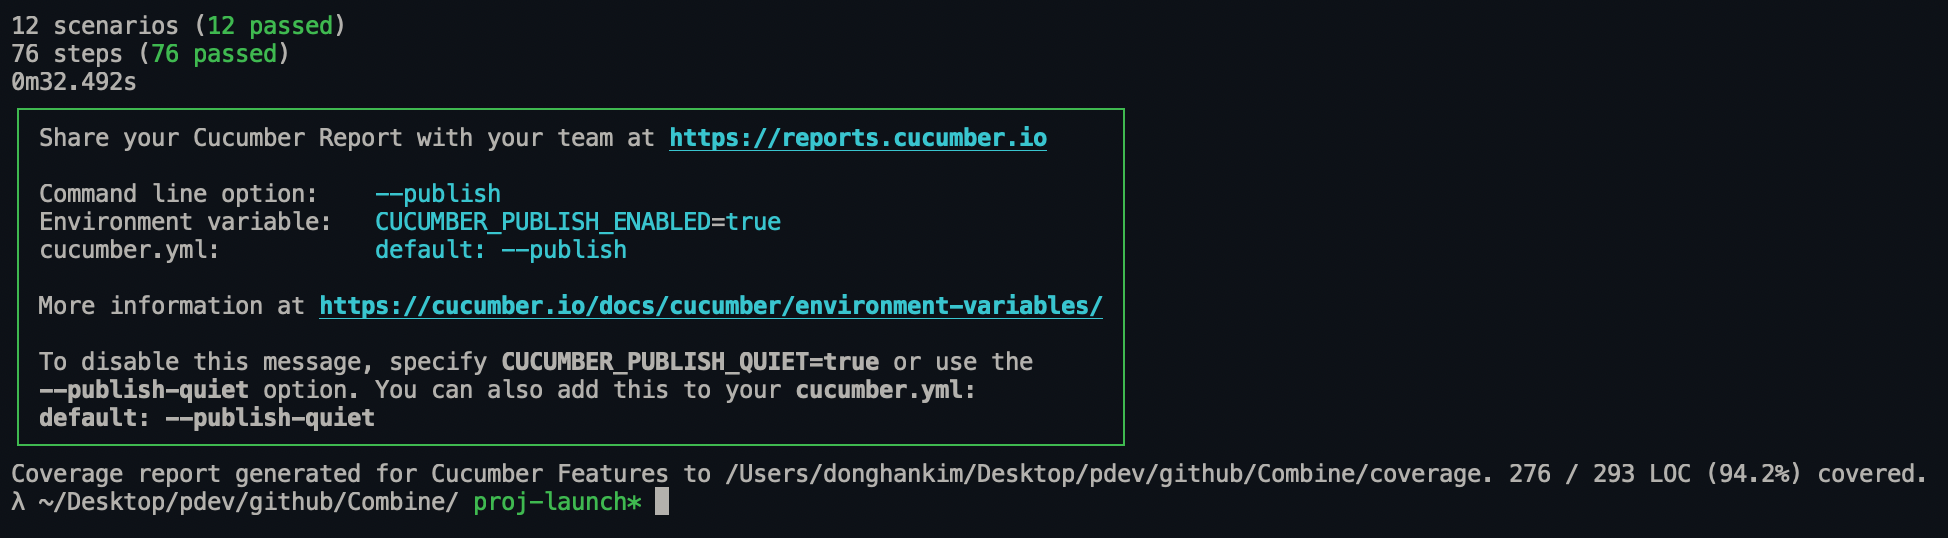 12 scenarios (12 passed)
76 steps (76 passed)
0m32.492s
Share your Cucumber Report with your team at https://reports.cucumber.io
Command line option:    --publish
Environment variable:   CUCUMBER_PUBLISH_ENABLED=true
cucumber.yml:           default: --publish
More information at https://cucumber.io/docs/cucumber/environment-variables/
To disable this message, specify CUCUMBER_PUBLISH_QUIET=true or use the
--publish-quiet option. You can also add this to your cucumber.yml:
default: --publish-quiet
Coverage report generated for Cucumber Features to /Users/donghankim/Desktop/pdev/github/Combine/coverage. 276 / 293 LOC (94.2%) covered.
λ ~/Desktop/pdev/github/Combine/ proj-launch*